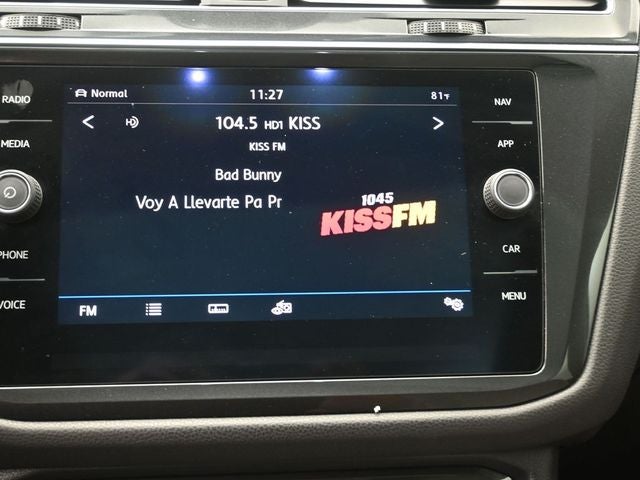 Normal 11:27 81°F
RADIO
NAV
104.5 HD1 KISS
MEDIA
APP
KISS FM
Bad Bunny
Voy A Llevarte Pa Pr
1045
KISSFM
PHONE
CAR
VOICE
MENU
FM